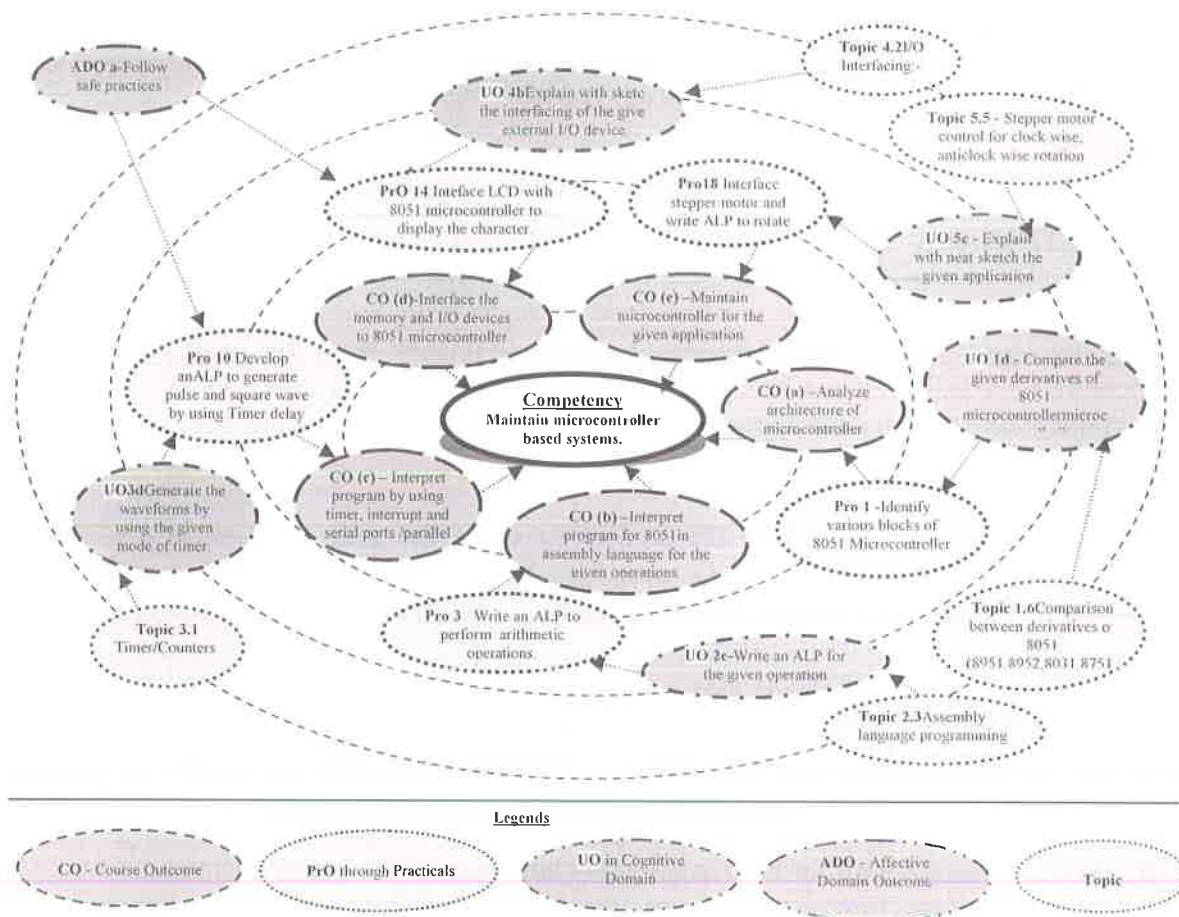 ADO a-Follow
safe practices
Topic 4.2I/O
Interfacing:-
UO 4bExplain with sketc
the interfacing of the give
external I/O device
Topic 5.5 - Stepper motor
control for clock wise,
anticlock wise rotation
PrO 14 Inteface LCD with
8051 microcontroller to
display the character.
Pro18 Interface
stepper motor and
write ALP to rotate
UO 5c - Explain
with neat sketch the
given application
CO (d)-Interface the
memory and I/O devices
to 8051 microcontroller
CO (e) –Maintain
microcontroller for the
given application
Pro 10 Develop
anALP to generate
pulse and square wave
by using Timer delay
UO 1d - Compare the
given derivatives of
8051
microcontrollermicroc
Competency
Maintain microcontroller
based systems.
CO (a) –Analyze
architecture of
microcontroller
UO3dGenerate the
waveforms by
using the given
mode of timer
CO (c) – Interpret
program by using
timer, interrupt and
serial ports /parallel
CO (b) –Interpret
program for 8051in
assembly language for the
given operations
Pro 1 -Identify
various blocks of
8051 Microcontroller
Topic 3.1
Timer/Counters
Pro 3 Write an ALP to
perform arithmetic
operations.
UO 2c-Write an ALP for
the given operation
Topic 1.6Comparison
between derivatives o
8051
(8951,8952,8031,8751
Topic 2.3Assembly
language programming
Legends
CO - Course Outcome
PrO through Practicals
UO in Cognitive
Domain
ADO - Affective
Domain Outcome
Topic